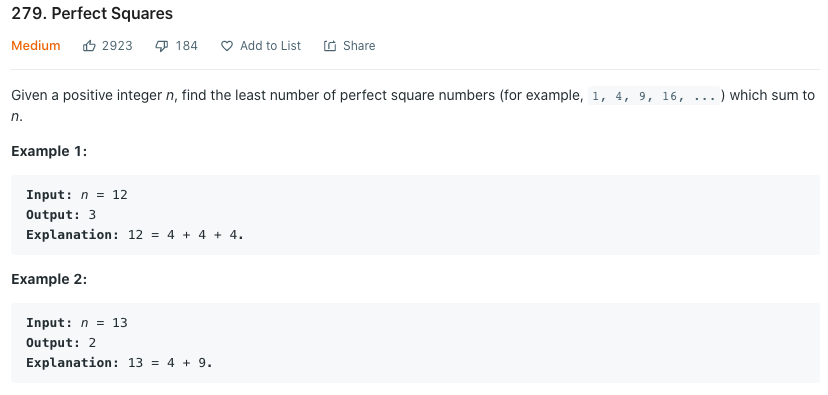 279. Perfect Squares
Medium 2923 184 Add to List Share
Given a positive integer n, find the least number of perfect square numbers (for example, 1, 4, 9, 16, ... ) which sum to
n.
Example 1:
Input: n = 12
Output: 3
Explanation: 12 = 4 + 4 + 4.
Example 2:
Input: n = 13
Output: 2
Explanation: 13 = 4 + 9.